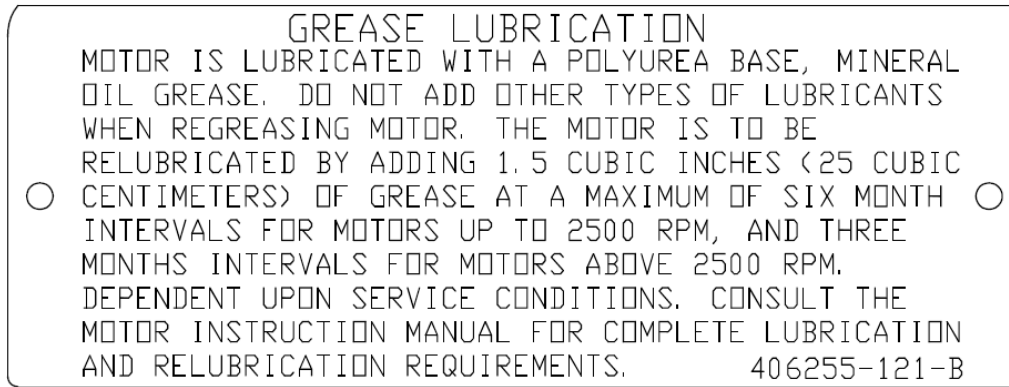 GREASE LUBRICATION
MOTOR IS LUBRICATED WITH A POLYUREA BASE, MINERAL
OIL GREASE. DO NOT ADD OTHER TYPES OF LUBRICANTS
WHEN REGREASING MOTOR. THE MOTOR IS TO BE
RELUBRICATED BY ADDING 1.5 CUBIC INCHES (25 CUBIC
CENTIMETERS) OF GREASE AT A MAXIMUM OF SIX MONTH
INTERVALS FOR MOTORS UP TO 2500 RPM, AND THREE
MONTHS INTERVALS FOR MOTORS ABOVE 2500 RPM.
DEPENDENT UPON SERVICE CONDITIONS. CONSULT THE
MOTOR INSTRUCTION MANUAL FOR COMPLETE LUBRICATION
AND RELUBRICATION REQUIREMENTS. 406255-121-B